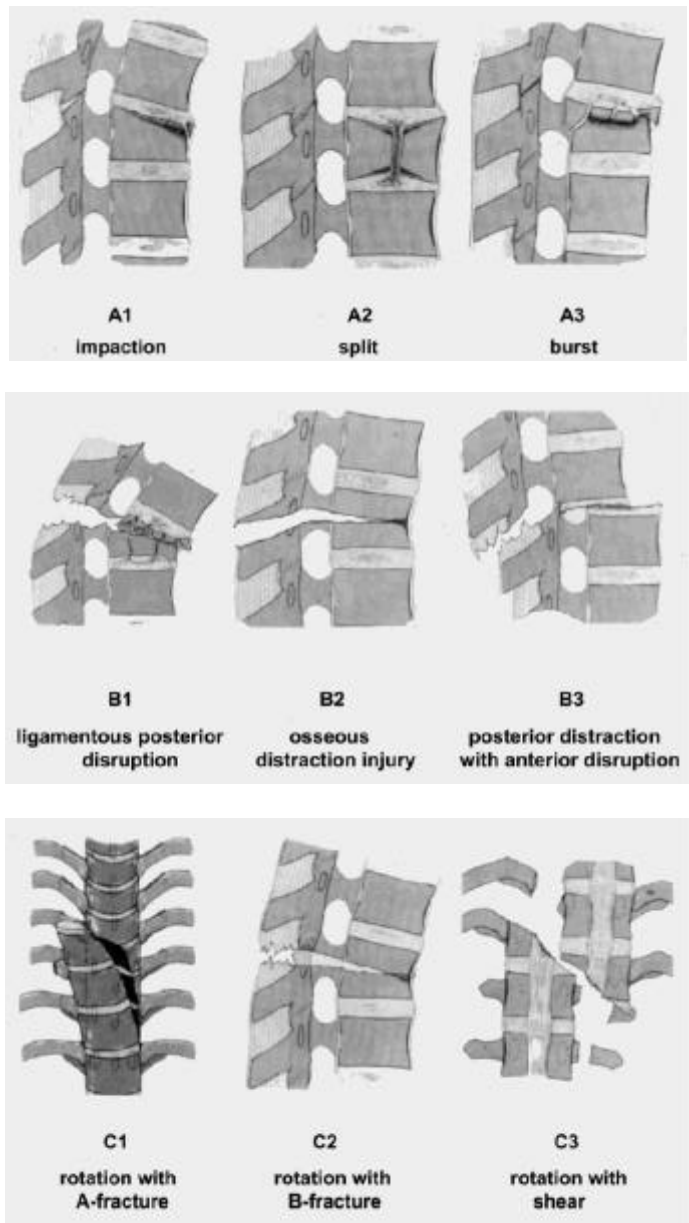 A1 A2 A3
impaction split burst
B1 B2 B3
ligamentous posterior osseous posterior distraction
disruption distraction injury with anterior disruption
C1 C2 C3
rotation with rotation with rotation with
A-fracture B-fracture shear